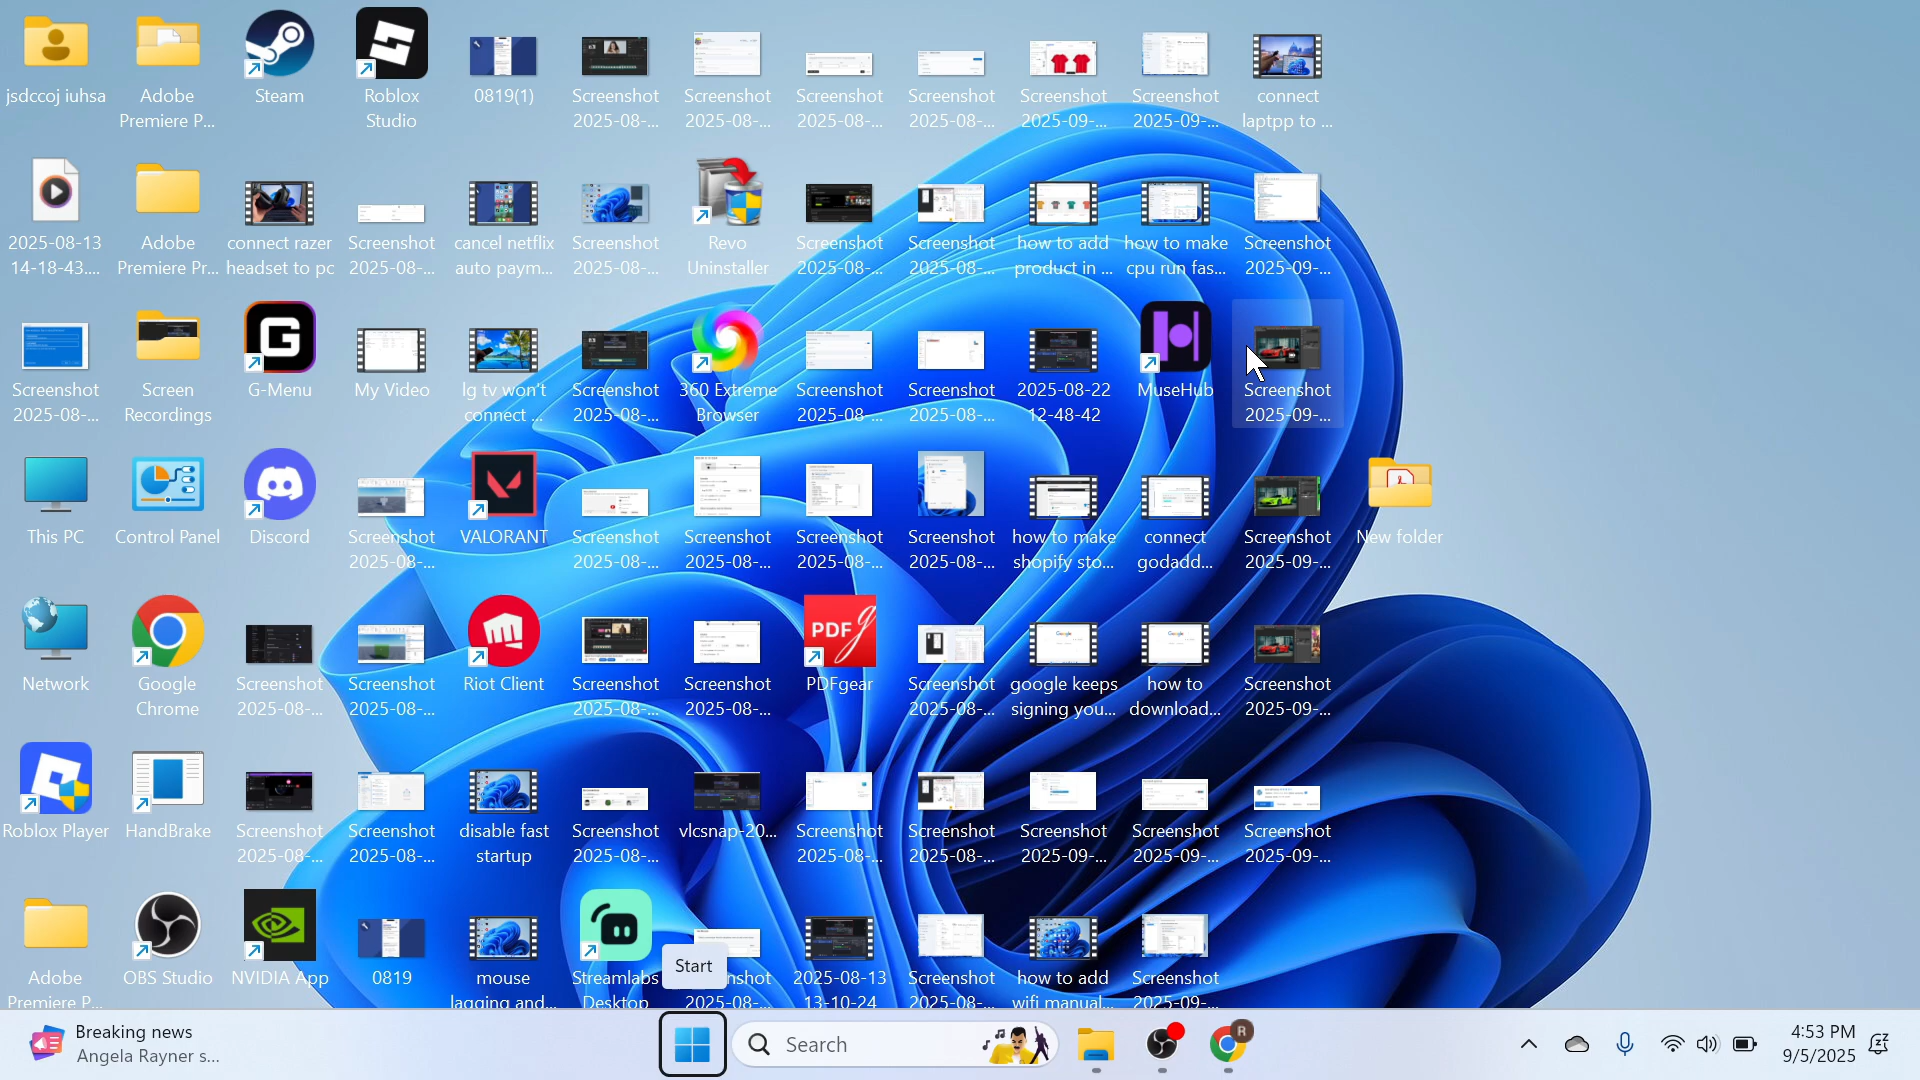 jsdccoj iuhsa
Adobe
Premiere P...
Steam
Roblox
Studio
0819(1)
Screenshot
2025-08-...
Screenshot
2025-08-...
Screenshot
2025-08-...
Screenshot
2025-08-...
Screenshot
2025-09-...
Screenshot
2025-09-...
connect
laptpp to ...
2025-08-13
14-18-43....
Adobe
Premiere Pr...
connect razer
headset to pc
Screenshot
2025-08-...
cancel netflix
auto paym...
Screenshot
2025-08-...
Revo
Uninstaller
Screenshot
2025-08-...
Screenshot
2025-08-...
how to add
product in ...
how to make
cpu run fas...
Screenshot
2025-09-...
Screenshot
2025-08-...
Screen
Recordings
G-Menu
My Video
lg tv won't
connect ...
Screenshot
2025-08-...
360 Extreme
Browser
Screenshot
2025-08-...
Screenshot
2025-08-...
2025-08-22
12-48-42
MuseHub
Screenshot
2025-09-...
This PC
Control Panel
Discord
Screenshot
2025-08-...
VALORANT
Screenshot
2025-08-...
Screenshot
2025-08-...
Screenshot
2025-08-...
Screenshot
2025-08-...
how to make
shopify sto...
connect
godadd...
Screenshot
2025-09-...
New folder
Network
Google
Chrome
Screenshot
2025-08-...
Screenshot
2025-08-...
Riot Client
Screenshot
2025-08-...
Screenshot
2025-08-...
PDF
PDFgear
Screenshot
2025-08-...
google keeps
signing you...
how to
download...
Screenshot
2025-09-...
Roblox Player
HandBrake
Screenshot
2025-08-...
Screenshot
2025-08-...
disable fast
startup
Screenshot
2025-08-...
vlcsnap-20...
Screenshot
2025-08-...
Screenshot
2025-08-...
Screenshot
2025-09-...
Screenshot
2025-09-...
Screenshot
2025-09-...
Adobe
Premiere P...
OBS Studio
NVIDIA App
0819
mouse
lagging and...
Streamlabs
Desktop
Start
2025-08-...
2025-08-13
13-10-24
Screenshot
2025-08-...
how to add
wifi manual...
Screenshot
2025-09-...
Breaking news
Angela Rayner s...
Search
R
4:53 PM
9/5/2025